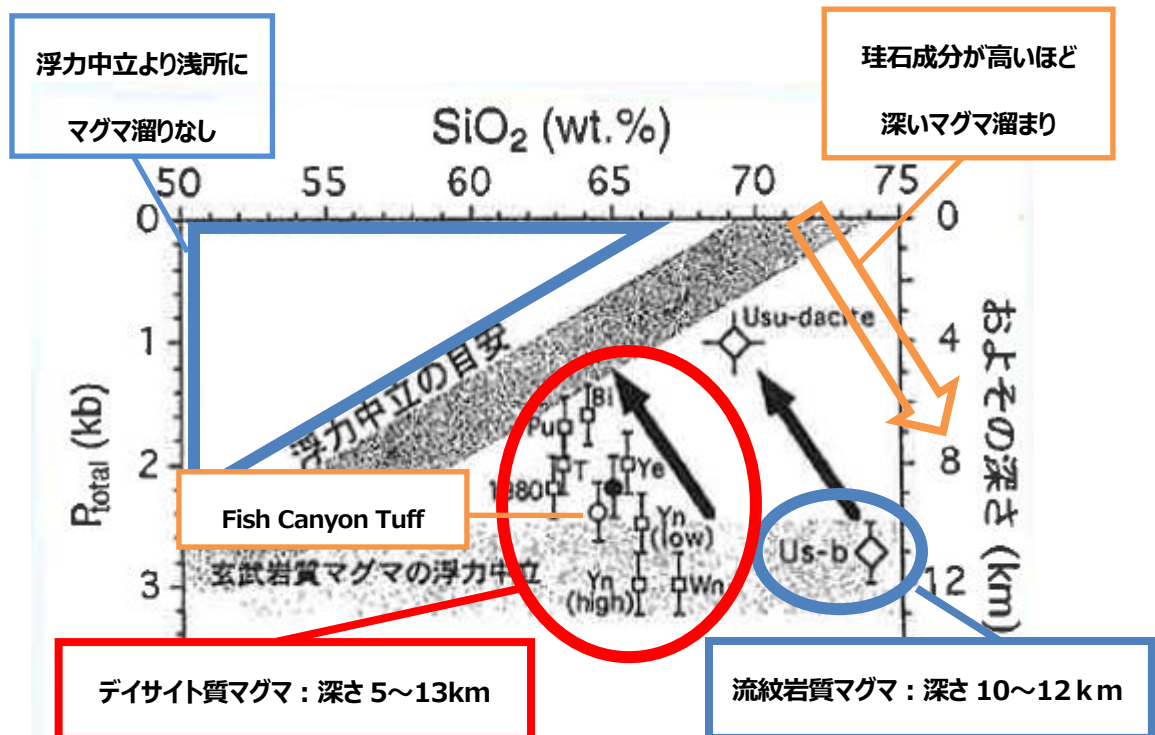 浮力中立より浅所に
マグマ溜りなし
珪石成分が高いほど
深いマグマ溜まり
SiO2 (wt.%)
50 55 60 65 70 75
0
1
2
3
Ptotal (kb)
0
4
8
12
およその深さ (km)
浮力中立の目安
Usu-dacite
Bi
Pu
T
Ye
1980
Yn
(low)
Fish Canyon Tuff
玄武岩質マグマの浮力中立
Yn
(high)
Wn
Us-b
デイサイト質マグマ：深さ 5～13km
流紋岩質マグマ：深さ 10～12ｋｍ